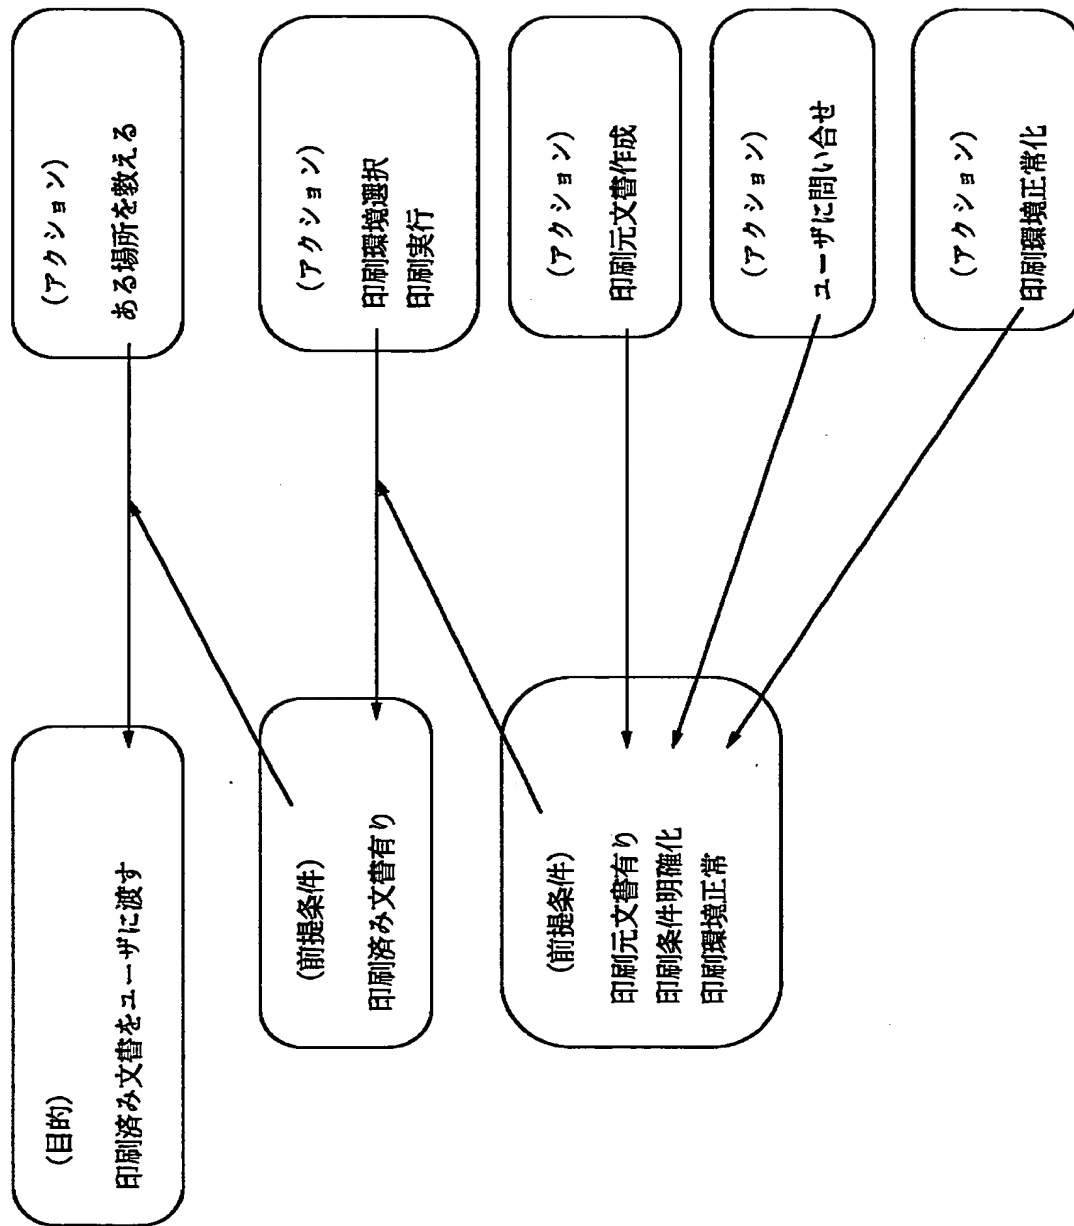 (目的)
印刷済み文書をユーザに渡す
(アクション)
ある場所を教える
(前提条件)
印刷済み文書有り
(アクション)
印刷環境選択
印刷実行
(前提条件)
印刷元文書有り
印刷条件明確化
印刷環境正常
(アクション)
印刷元文書作成
(アクション)
ユーザに問い合せ
(アクション)
印刷環境正常化